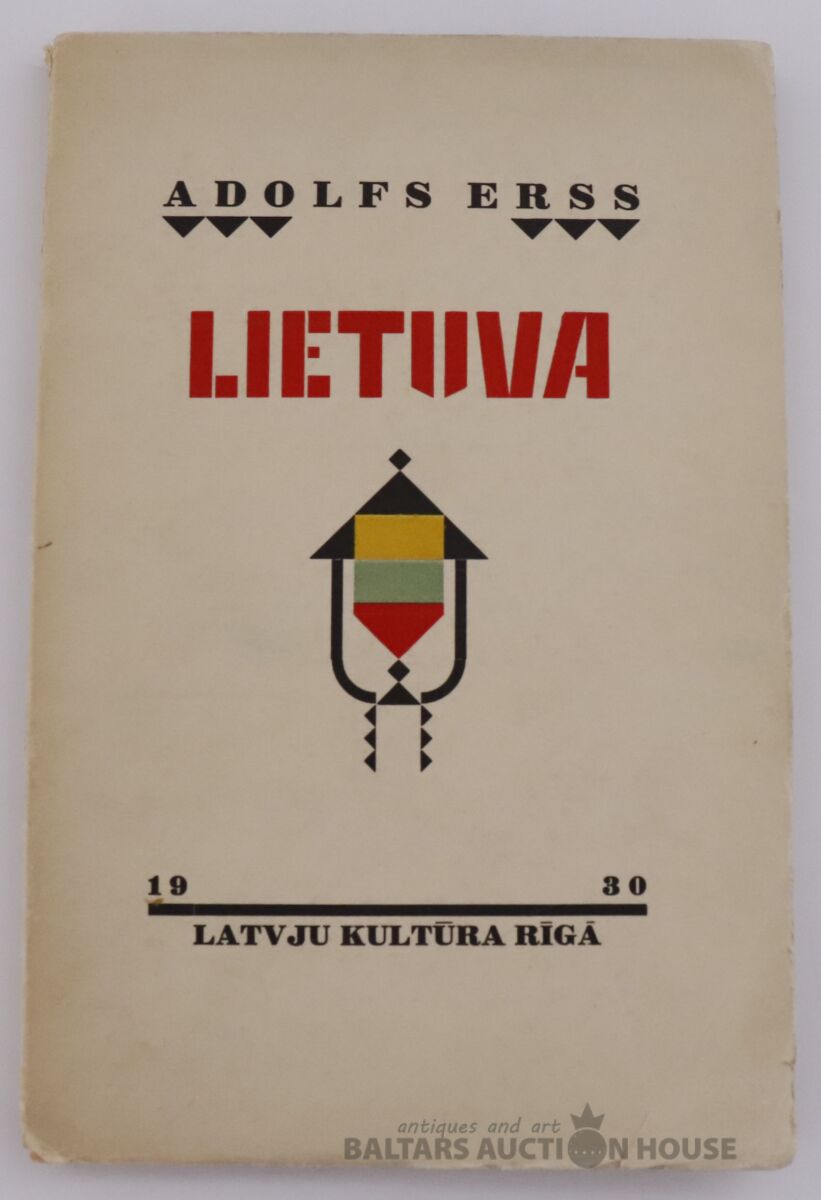 ADOLFS ERSS
LIETUVA
19 30
LATVJU KULTŪRA RĪGĀ
antiques and art
BALTARS AUCTION HOUSE